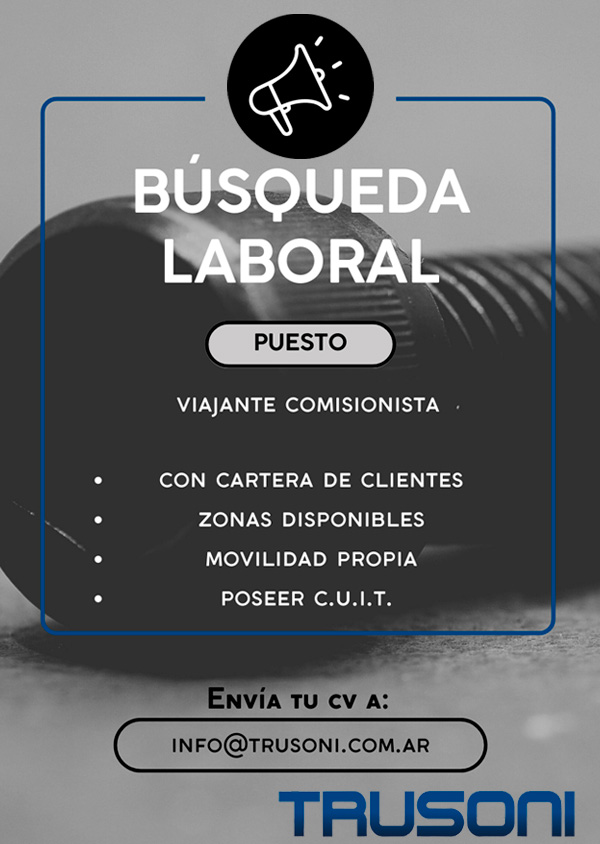 BÚSQUEDA
LABORAL
PUESTO
VIAJANTE COMISIONISTA
• CON CARTERA DE CLIENTES
• ZONAS DISPONIBLES
• MOVILIDAD PROPIA
• POSEER C.U.I.T.
ENVÍA TU CV A:
INFO@TRUSONI.COM.AR
TRUSONI